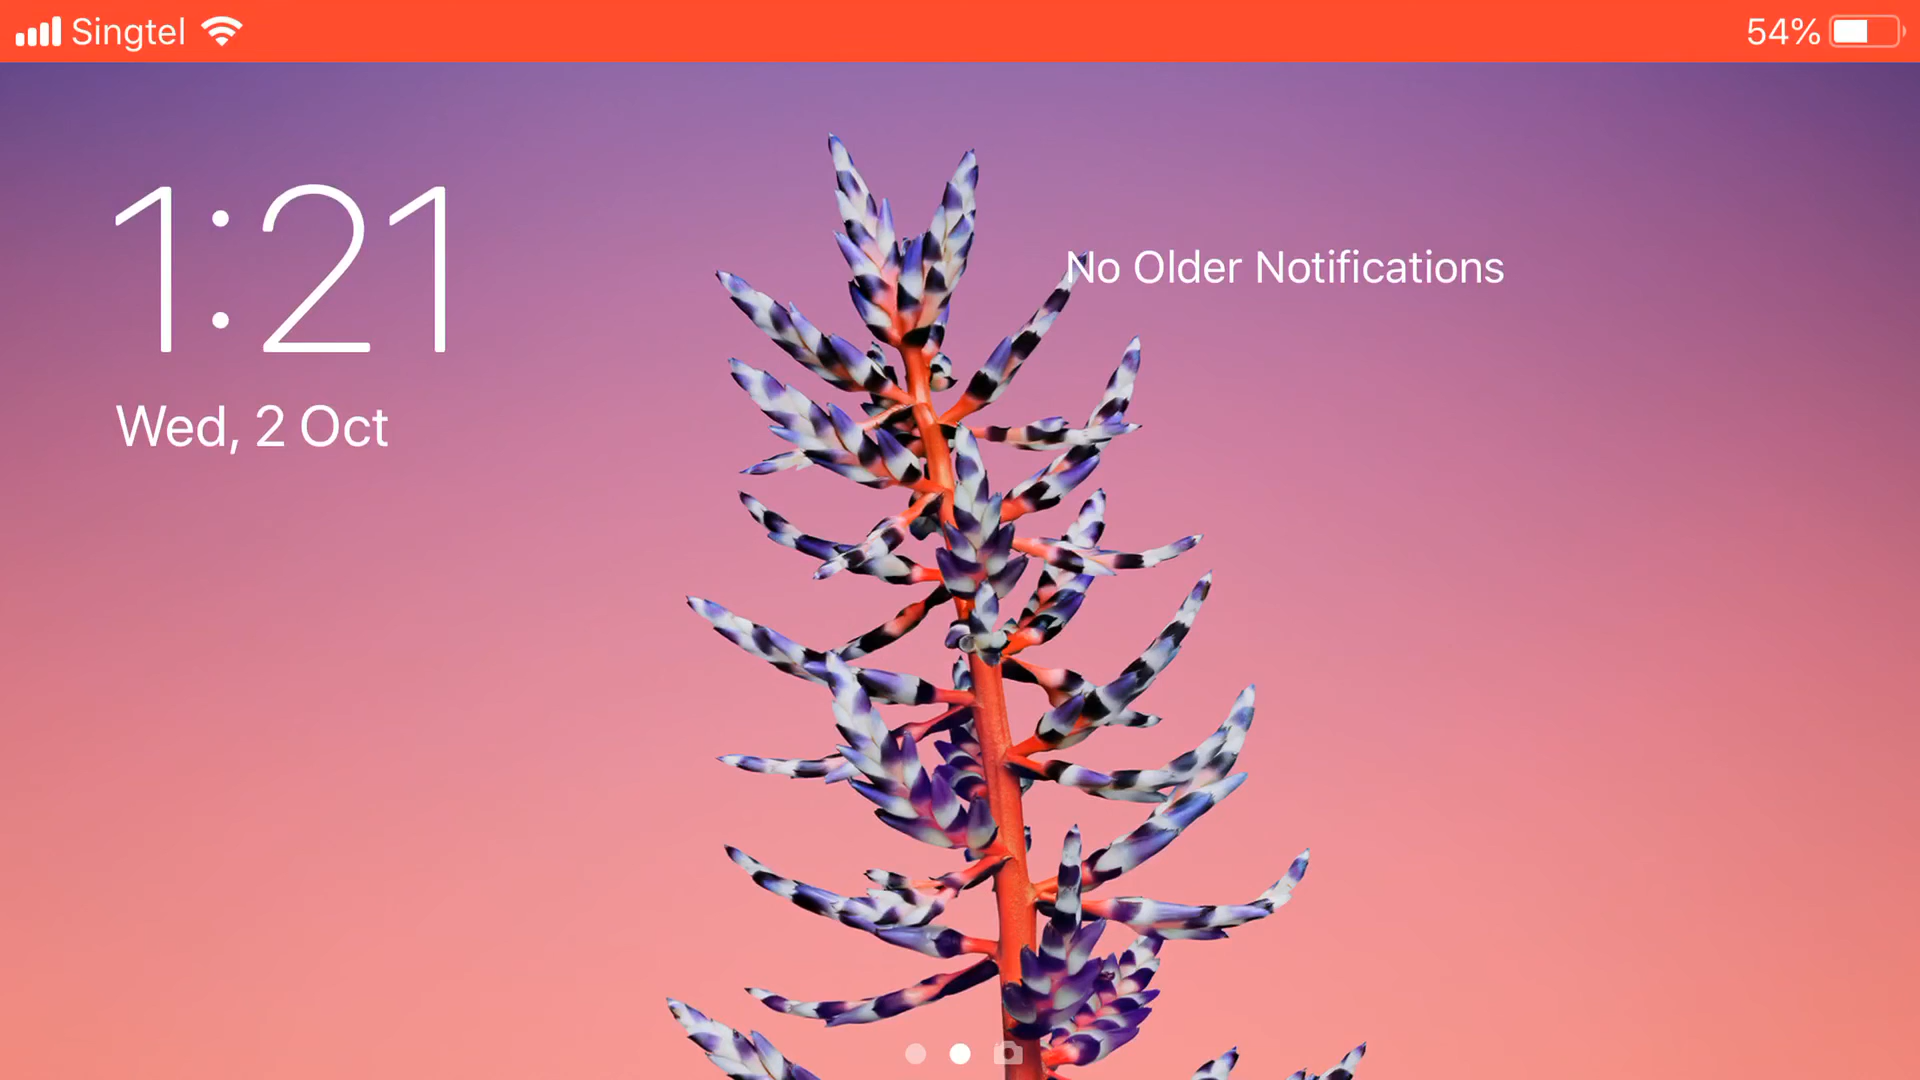 Singtel
54%
1:21
Wed, 2 Oct
No Older Notifications